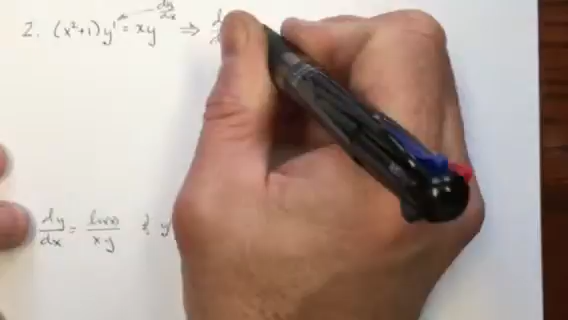 dy/dx
2. (x²+1)y' = xy ⇒ d
dy/dx = ln x/xy & y